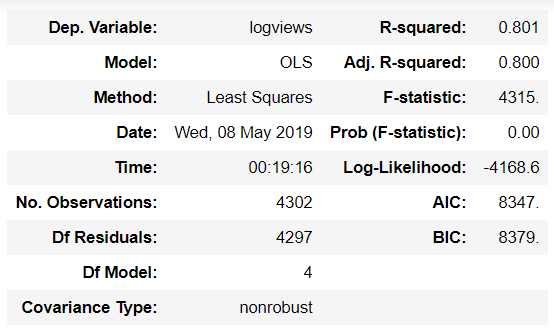 Dep. Variable: logviews R-squared: 0.801
Model: OLS Adj. R-squared: 0.800
Method: Least Squares F-statistic: 4315.
Date: Wed, 08 May 2019 Prob (F-statistic): 0.00
Time: 00:19:16 Log-Likelihood: -4168.6
No. Observations: 4302 AIC: 8347.
Df Residuals: 4297 BIC: 8379.
Df Model: 4
Covariance Type: nonrobust